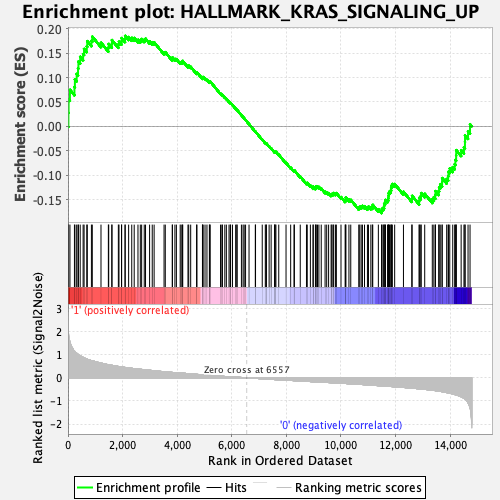 Enrichment plot: HALLMARK_KRAS_SIGNALING_UP
Enrichment score (ES)
0.20
0.15
0.10
0.05
0.00
-0.05
-0.10
-0.15
Ranked list metric (Signal2Noise)
'1' (positively correlated)
3
2
1
0
-1
-2
Zero cross at 6557
'0' (negatively correlated)
0
2,000
4,000
6,000
8,000
10,000
12,000
14,000
Rank in Ordered Dataset
Enrichment profile
Hits
Ranking metric scores